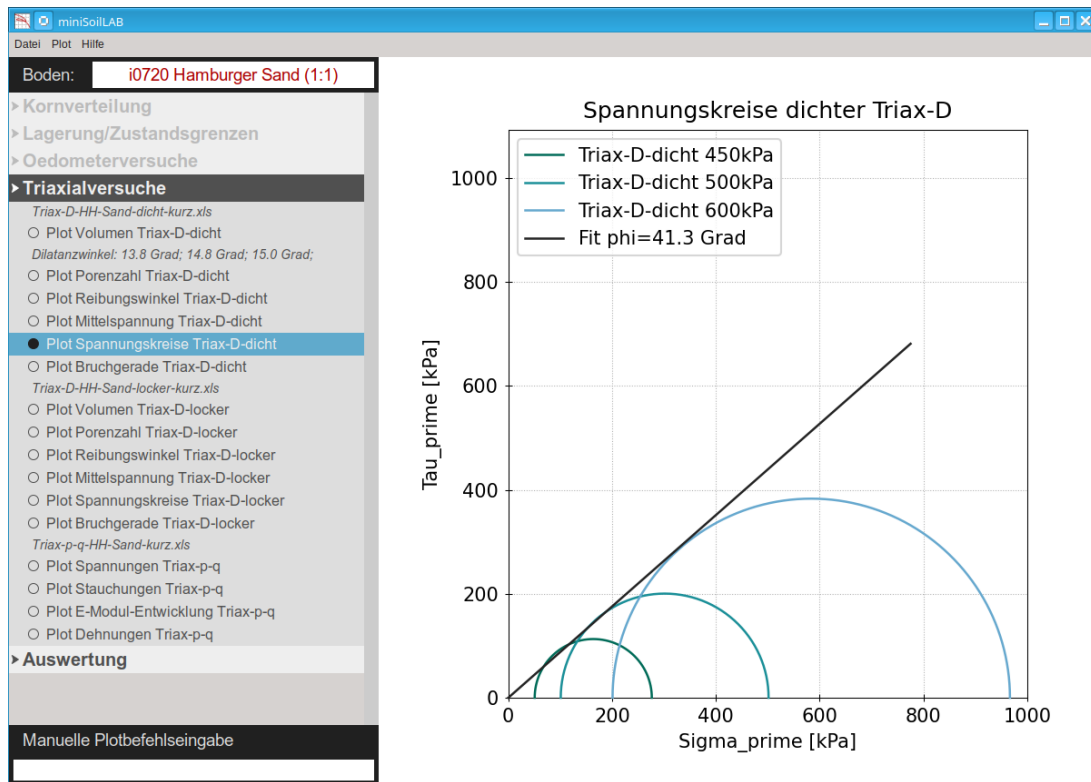 miniSoilLAB
Datei Plot Hilfe
Boden: i0720 Hamburger Sand (1:1)
Kornverteilung
Lagerung/Zustandsgrenzen
Oedometerversuche
Triaxialversuche
Triax-D-HH-Sand-dicht-kurz.xls
Plot Volumen Triax-D-dicht
Dilatanzwinkel: 13.8 Grad; 14.8 Grad; 15.0 Grad;
Plot Porenzahl Triax-D-dicht
Plot Reibungswinkel Triax-D-dicht
Plot Mittelspannung Triax-D-dicht
Plot Spannungskreise Triax-D-dicht
Plot Bruchgerade Triax-D-dicht
Triax-D-HH-Sand-locker-kurz.xls
Plot Volumen Triax-D-locker
Plot Porenzahl Triax-D-locker
Plot Reibungswinkel Triax-D-locker
Plot Mittelspannung Triax-D-locker
Plot Spannungskreise Triax-D-locker
Plot Bruchgerade Triax-D-locker
Triax-p-q-HH-Sand-kurz.xls
Plot Spannungen Triax-p-q
Plot Stauchungen Triax-p-q
Plot E-Modul-Entwicklung Triax-p-q
Plot Dehnungen Triax-p-q
Auswertung
Manuelle Plotbefehlseingabe
Spannungskreise dichter Triax-D
Triax-D-dicht 450kPa
Triax-D-dicht 500kPa
Triax-D-dicht 600kPa
Fit phi=41.3 Grad
Tau_prime [kPa]
1000
800
600
400
200
0
0 200 400 600 800 1000
Sigma_prime [kPa]